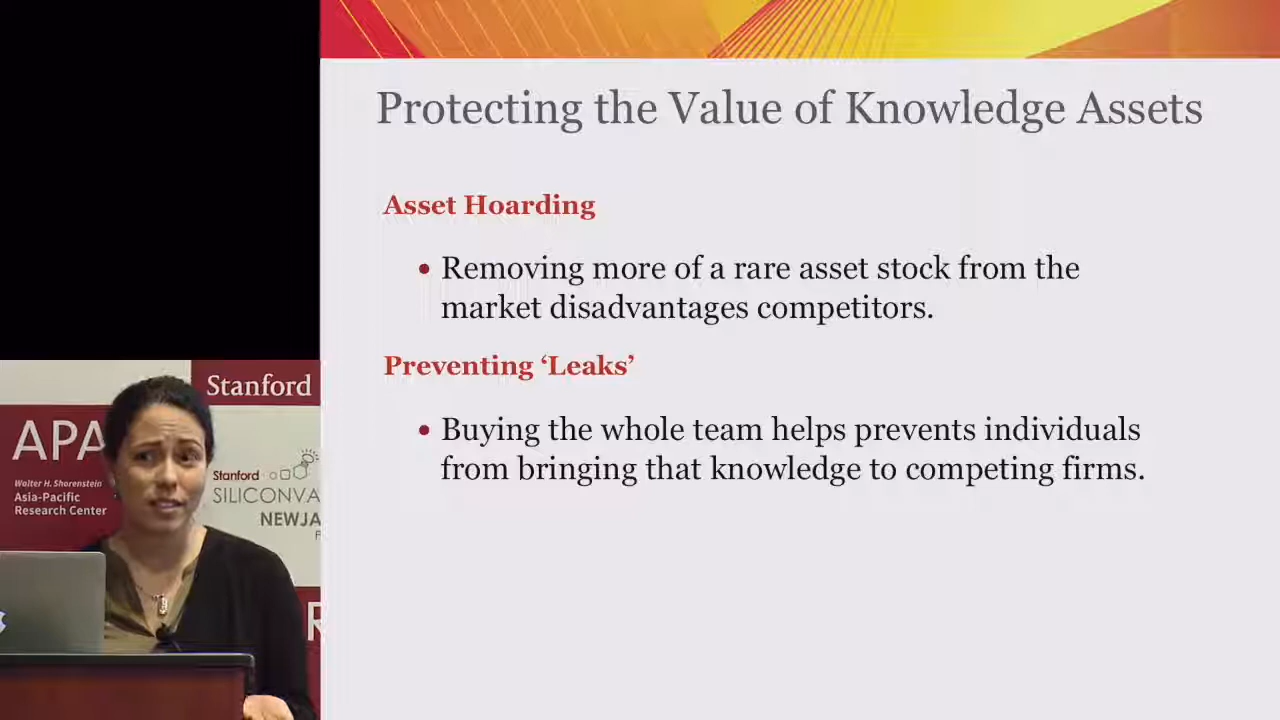 Protecting the Value of Knowledge Assets
Asset Hoarding
• Removing more of a rare asset stock from the
market disadvantages competitors.
Preventing ‘Leaks’
• Buying the whole team helps prevents individuals
from bringing that knowledge to competing firms.
Stanford
APA
Walter H. Shorenstein
Asia-Pacific
Research Center
Stanford
SILICONVA
NEWJA
F
R